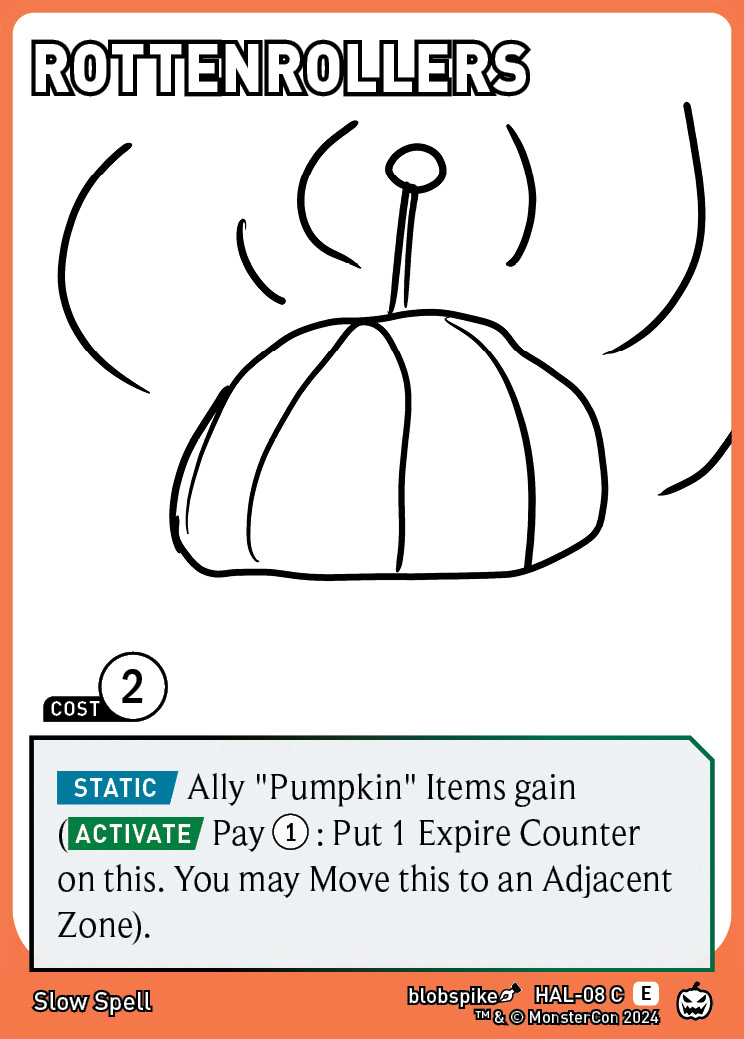 ROTTENROLLERS
COST 2
STATIC Ally "Pumpkin" Items gain
(ACTIVATE Pay 1 : Put 1 Expire Counter
on this. You may Move this to an Adjacent
Zone).
Slow Spell
blobspike HAL-08 C E
™ & © MonsterCon 2024